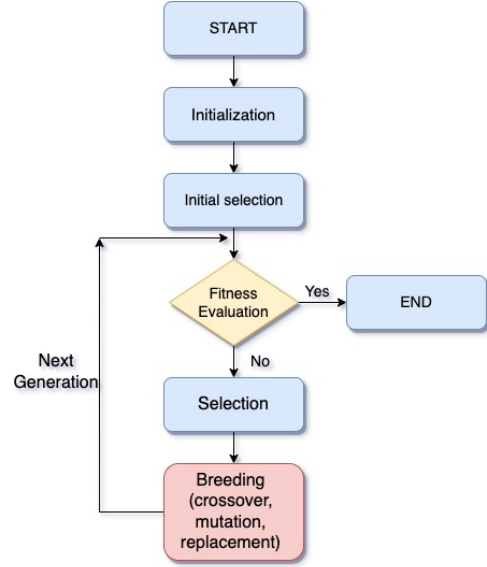 START
Initialization
Initial selection
Fitness
Evaluation
Yes
END
No
Next
Generation
Selection
Breeding
(crossover,
mutation,
replacement)